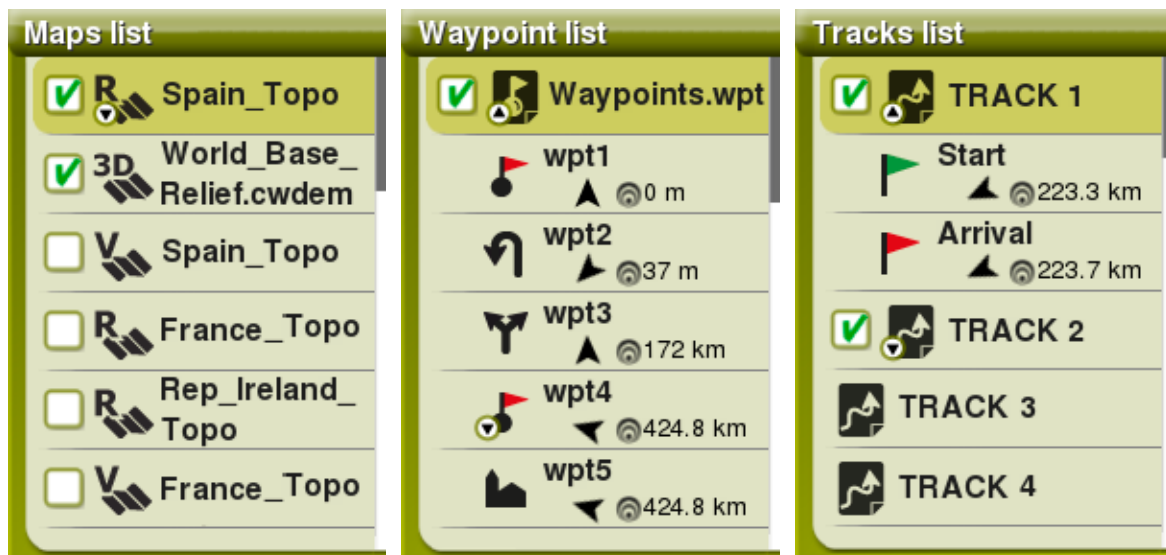 Maps list
R Spain_Topo
3D World_Base_
Relief.cwdem
V Spain_Topo
R France_Topo
R Rep_Ireland_
Topo
V France_Topo
Waypoint list
Waypoints.wpt
wpt1
0 m
wpt2
37 m
wpt3
172 km
wpt4
424.8 km
wpt5
424.8 km
Tracks list
TRACK 1
Start
223.3 km
Arrival
223.7 km
TRACK 2
TRACK 3
TRACK 4